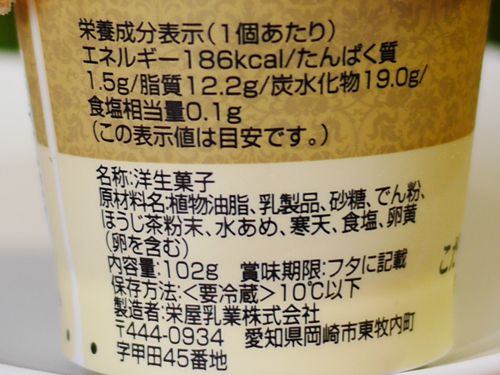 栄養成分表示(1個あたり)
エネルギー186kcal/たんぱく質
1.5g/脂質12.2g/炭水化物19.0g/
食塩相当量0.1g
(この表示値は目安です。)
名称:洋生菓子
原材料名:植物油脂、乳製品、砂糖、でん粉、
ほうじ茶粉末、水あめ、寒天、食塩、卵黄
(卵を含む)
内容量:102g 賞味期限:フタに記載
保存方法:<要冷蔵>10℃以下
製造者:栄屋乳業株式会社
〒444-0934 愛知県岡崎市東牧内町
字甲田45番地